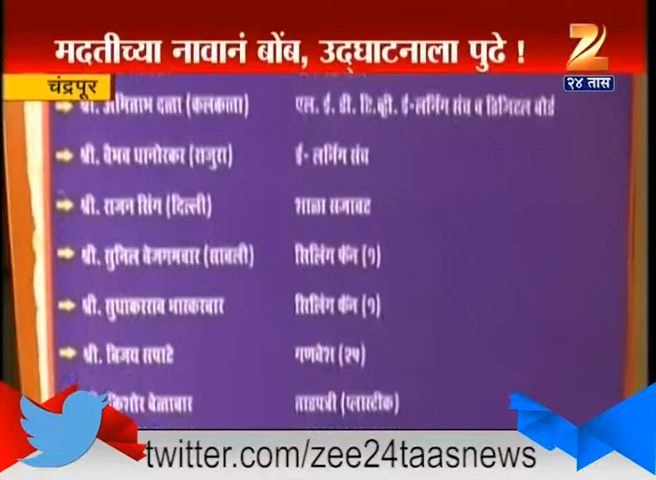 मदतीच्या नावानं बोंब, उद्घाटनाला पुढे !
Z
२४ तास
चंद्रपूर
श्री. अमिताभ दत्ता (कलकत्ता) एल. ई. डी. टि.व्ही. ई-लर्निंग संच व डिजिटल बोर्ड
श्री. वैभव धानोरकर (राजुरा) ई- लर्निंग संच
श्री. राजन सिंग (दिल्ली) शाळा सजावट
श्री. सुनिल बेजगमवार (सावली) सिलिंग फॅन (१)
श्री. सुधाकरराव भास्करवार सिलिंग फॅन (१)
श्री. विजय सपाटे गणवेश (२५)
किशोर वेळाबार ताडपत्री (प्लास्टीक)
twitter.com/zee24taasnews